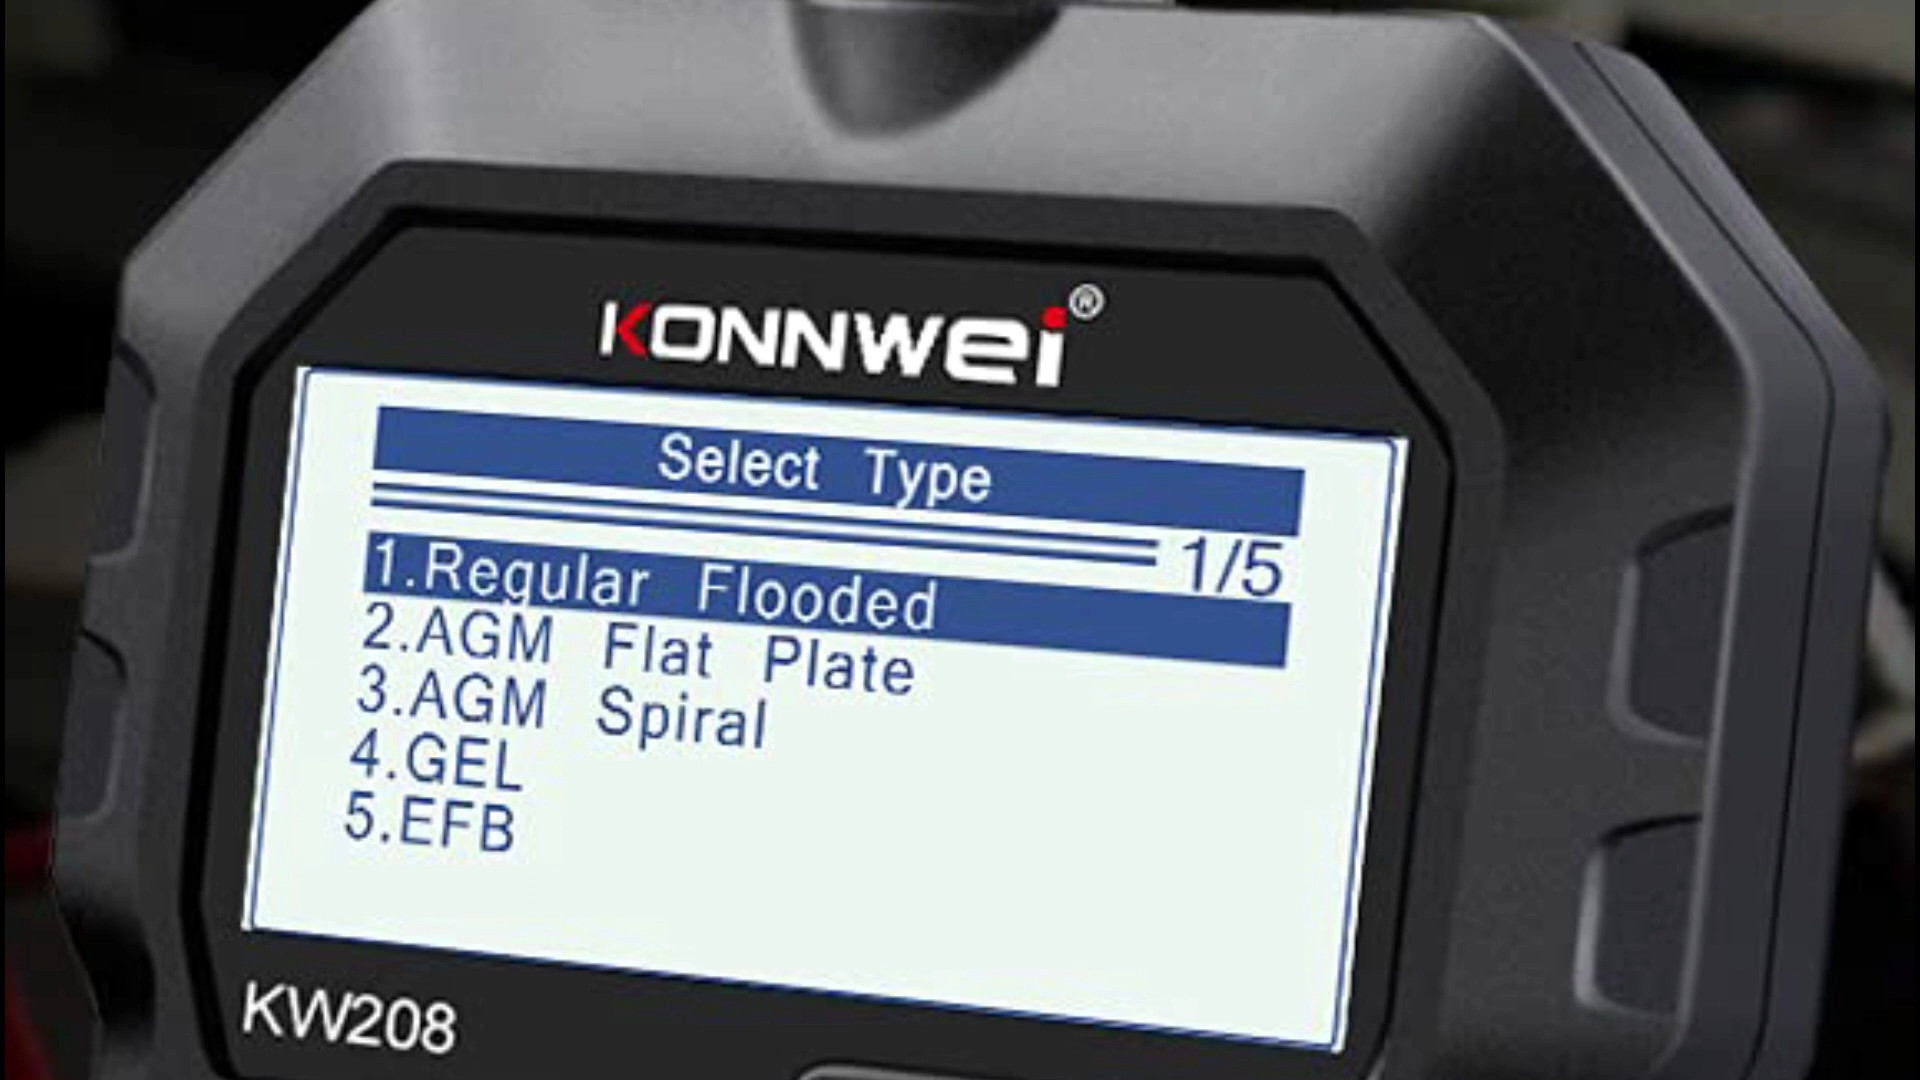 KONNWEI®
Select Type
1/5
1.Regular Flooded
2.AGM Flat Plate
3.AGM Spiral
4.GEL
5.EFB
KW208